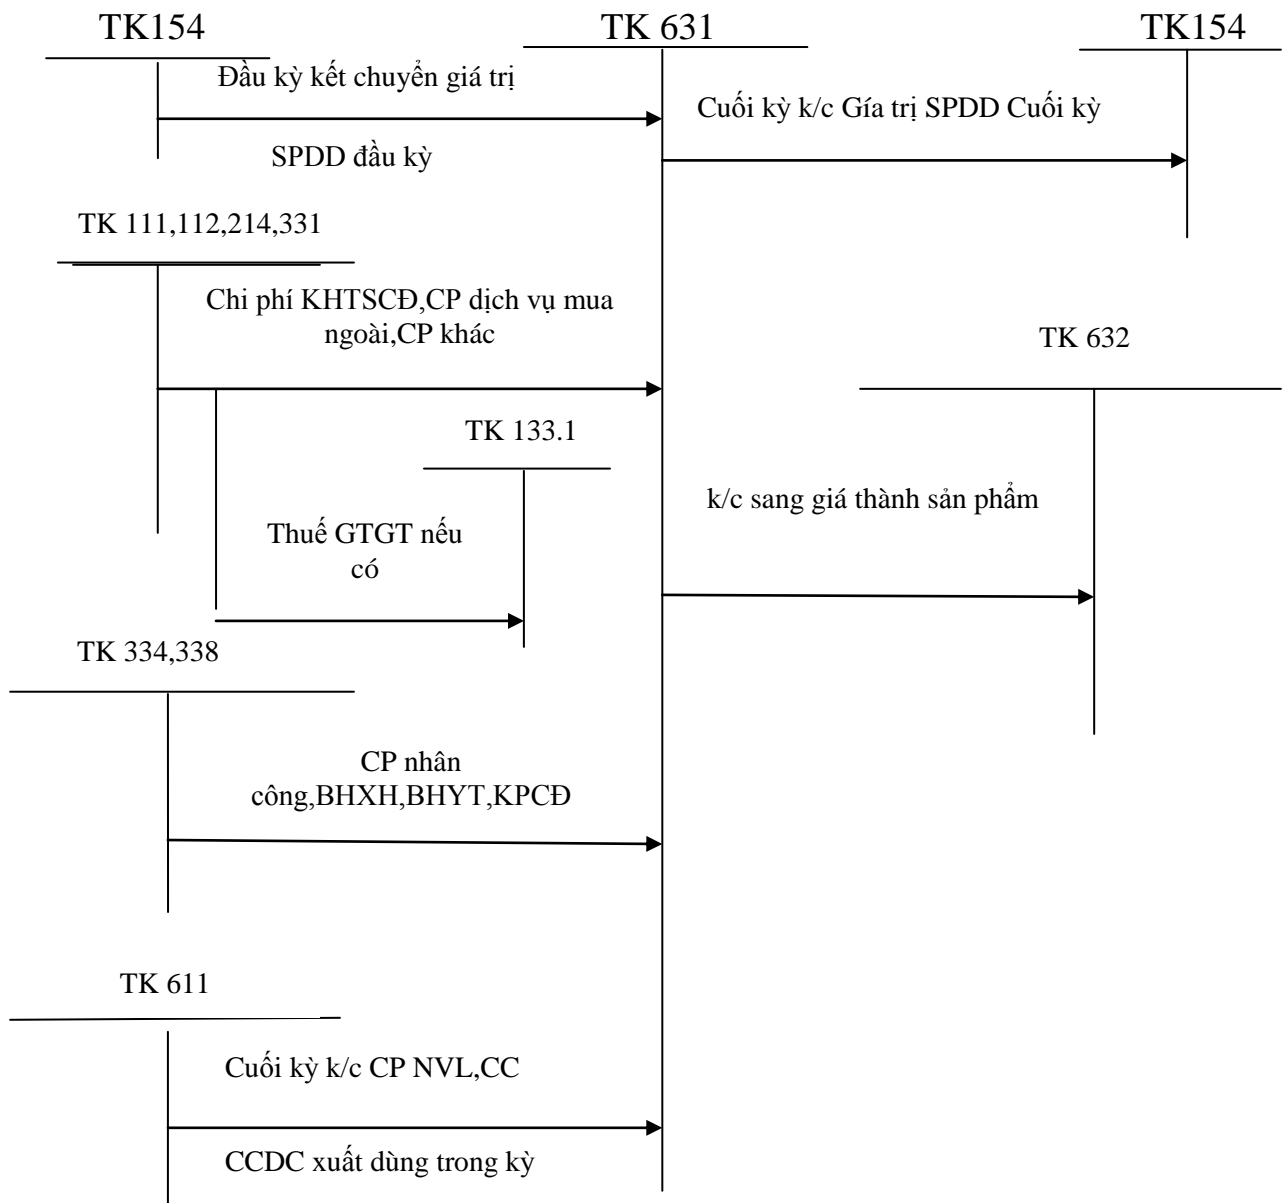 TK154
TK 631
TK154
Đầu kỳ kết chuyển giá trị
SPDD đầu kỳ
Cuối kỳ k/c Gía trị SPDD Cuối kỳ
TK 111,112,214,331
Chi phí KHTSCĐ,CP dịch vụ mua
ngoài,CP khác
TK 632
TK 133.1
k/c sang giá thành sản phẩm
Thuế GTGT nếu
có
TK 334,338
CP nhân
công,BHXH,BHYT,KPCĐ
TK 611
Cuối kỳ k/c CP NVL,CC
CCDC xuất dùng trong kỳ